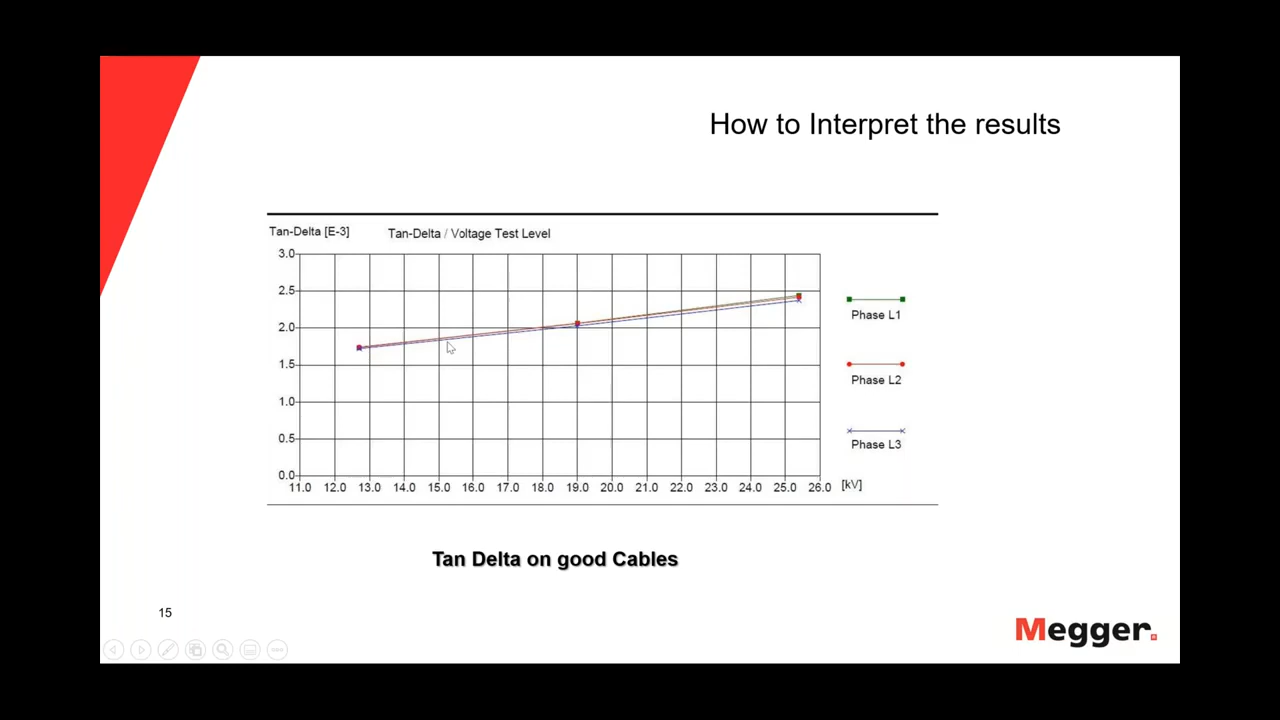 How to Interpret the results
Tan-Delta [E-3]
Tan-Delta / Voltage Test Level
3.0
2.5
2.0
1.5
1.0
0.5
0.0
11.0 12.0 13.0 14.0 15.0 16.0 17.0 18.0 19.0 20.0 21.0 22.0 23.0 24.0 25.0 26.0 [kV]
Phase L1
Phase L2
Phase L3
Tan Delta on good Cables
15
Megger.